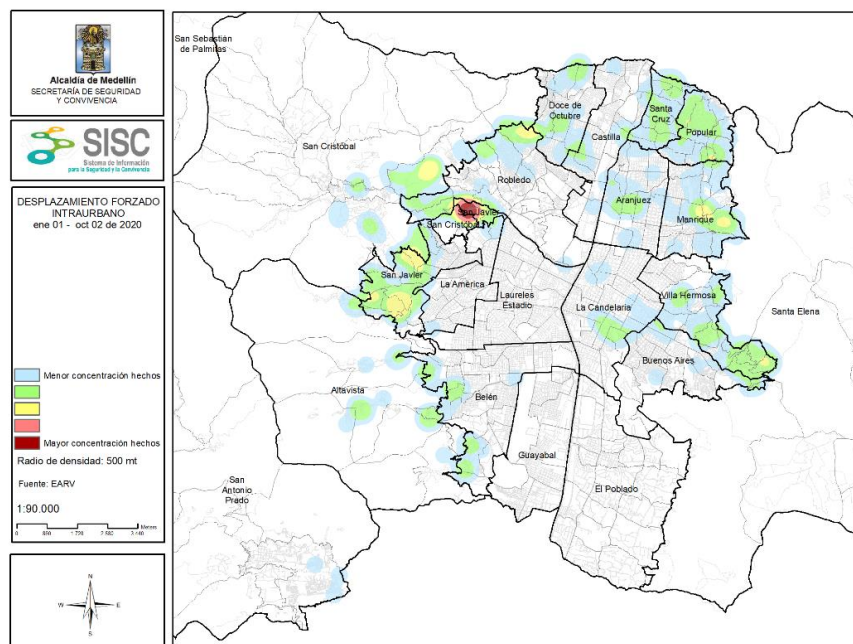 Alcaldía de Medellín
SECRETARÍA DE SEGURIDAD
Y CONVIVENCIA
SISC
Sistema de Información
para la Seguridad y la Convivencia
DESPLAZAMIENTO FORZADO
INTRAURBANO
ene 01 - oct 02 de 2020
Menor concentración hechos
Mayor concentración hechos
Radio de densidad: 500 mt
Fuente: EARV
1:90.000
Meters
N
W
E
S
San Sebastián
de Palmitas
San Cristóbal
Doce de
Octubre
Castilla
Santa
Cruz
Popular
Robledo
Aranjuez
Manrique
San Javier
San Cristóbal
San Javier
La América
Laureles
Estadio
La Candelaria
Villa Hermosa
Santa Elena
Buenos Aires
Altavista
Belén
Guayabal
El Poblado
San
Antonio
Prado